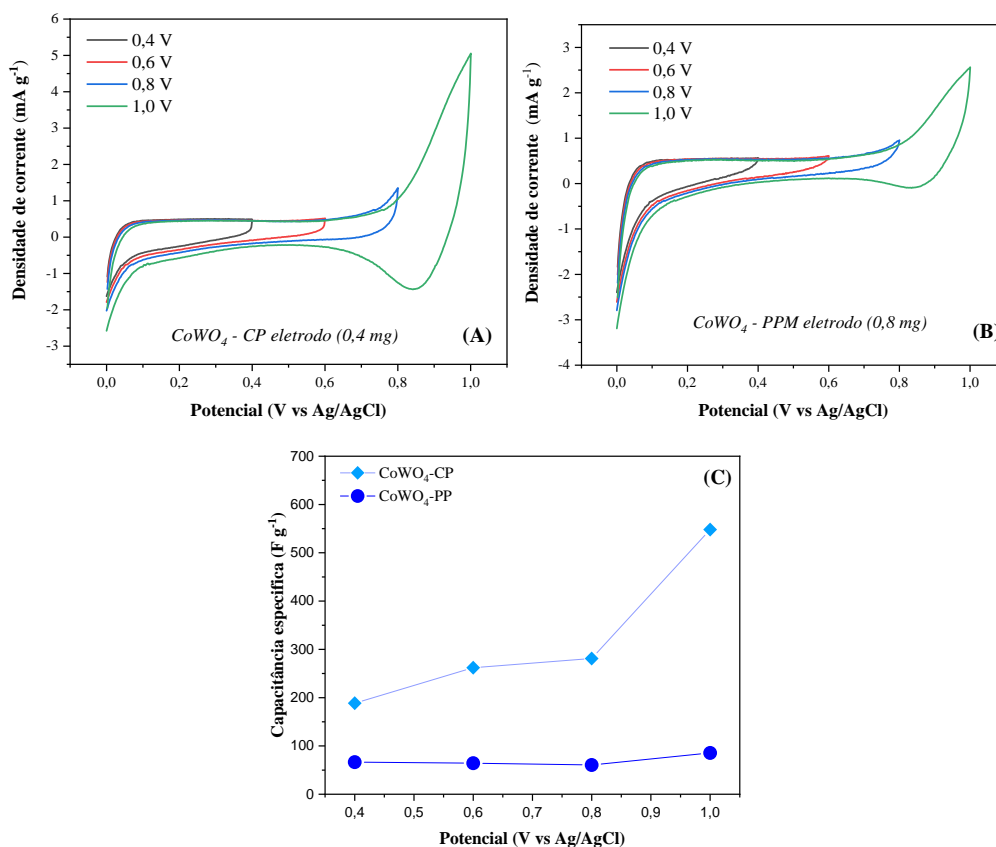 0,4 V
0,6 V
0,8 V
1,0 V
Densidade de corrente (mA g⁻¹)
6
5
4
3
2
1
0
-1
-2
-3
CoWO₄ - CP eletrodo (0,4 mg)
(A)
0,0 0,2 0,4 0,6 0,8 1,0
Potencial (V vs Ag/AgCl)
0,4 V
0,6 V
0,8 V
1,0 V
Densidade de corrente (mA g⁻¹)
3
2
1
0
-1
-2
-3
-4
CoWO₄ - PPM eletrodo (0,8 mg)
(B)
0,0 0,2 0,4 0,6 0,8 1,0
Potencial (V vs Ag/AgCl)
CoWO₄-CP
CoWO₄-PP
(C)
Capacitância especifica (F g⁻¹)
700
600
500
400
300
200
100
0
0,4 0,5 0,6 0,7 0,8 0,9 1,0
Potencial (V vs Ag/AgCl)